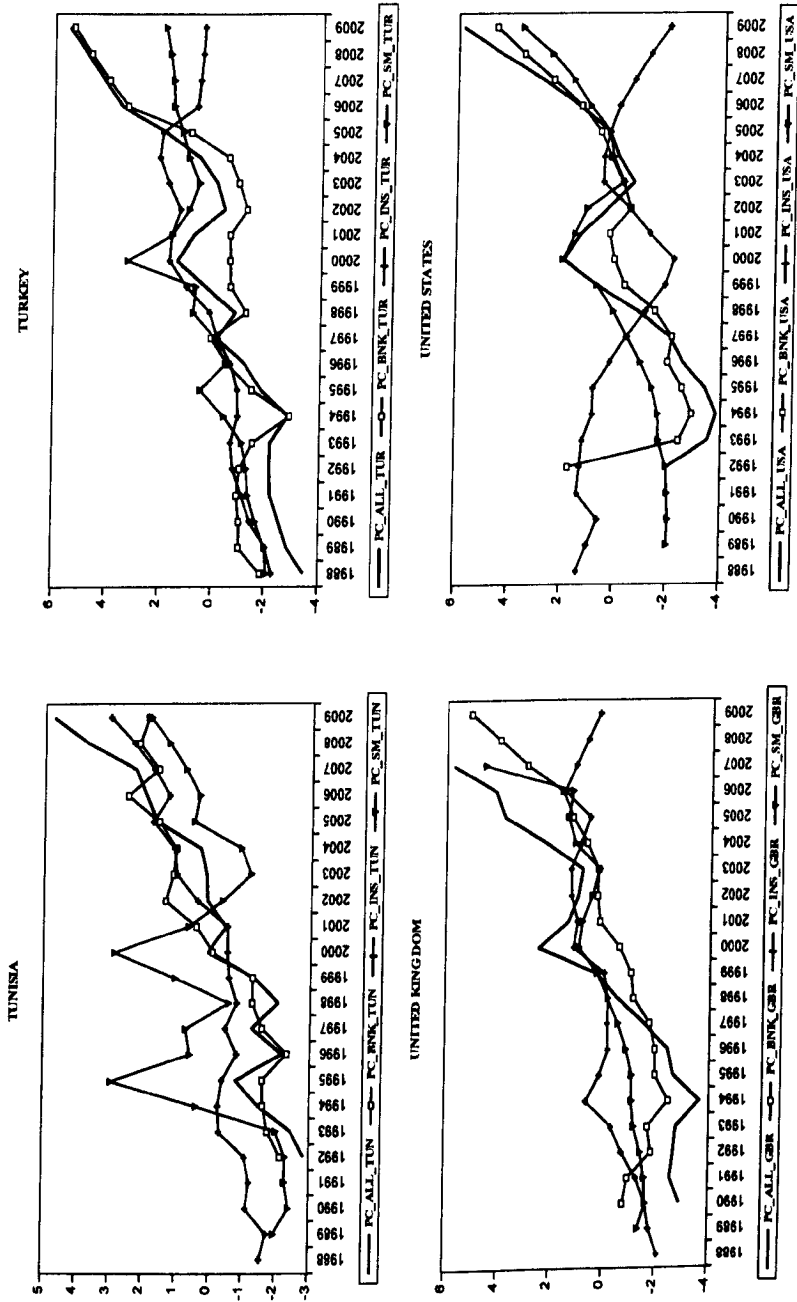 TUNISIA
5
4
3
2
1
0
-1
-2
-3
1988 1989 1990 1991 1992 1993 1994 1995 1996 1997 1998 1999 2000 2001 2002 2003 2004 2005 2006 2007 2008 2009
PC_ALL_TUN PC_BNK_TUN PC_INS_TUN PC_SM_TUN
TURKEY
6
4
2
0
-2
-4
1988 1989 1990 1991 1992 1993 1994 1995 1996 1997 1998 1999 2000 2001 2002 2003 2004 2005 2006 2007 2008 2009
PC_ALL_TUR PC_BNK_TUR PC_INS_TUR PC_SM_TUR
UNITED KINGDOM
6
4
2
0
-2
-4
1988 1989 1990 1991 1992 1993 1994 1995 1996 1997 1998 1999 2000 2001 2002 2003 2004 2005 2006 2007 2008 2009
PC_ALL_GBR PC_BNK_GBR PC_INS_GBR PC_SM_GBR
UNITED STATES
6
4
2
0
-2
-4
1988 1989 1990 1991 1992 1993 1994 1995 1996 1997 1998 1999 2000 2001 2002 2003 2004 2005 2006 2007 2008 2009
PC_ALL_USA PC_BNK_USA PC_INS_USA PC_SM_USA